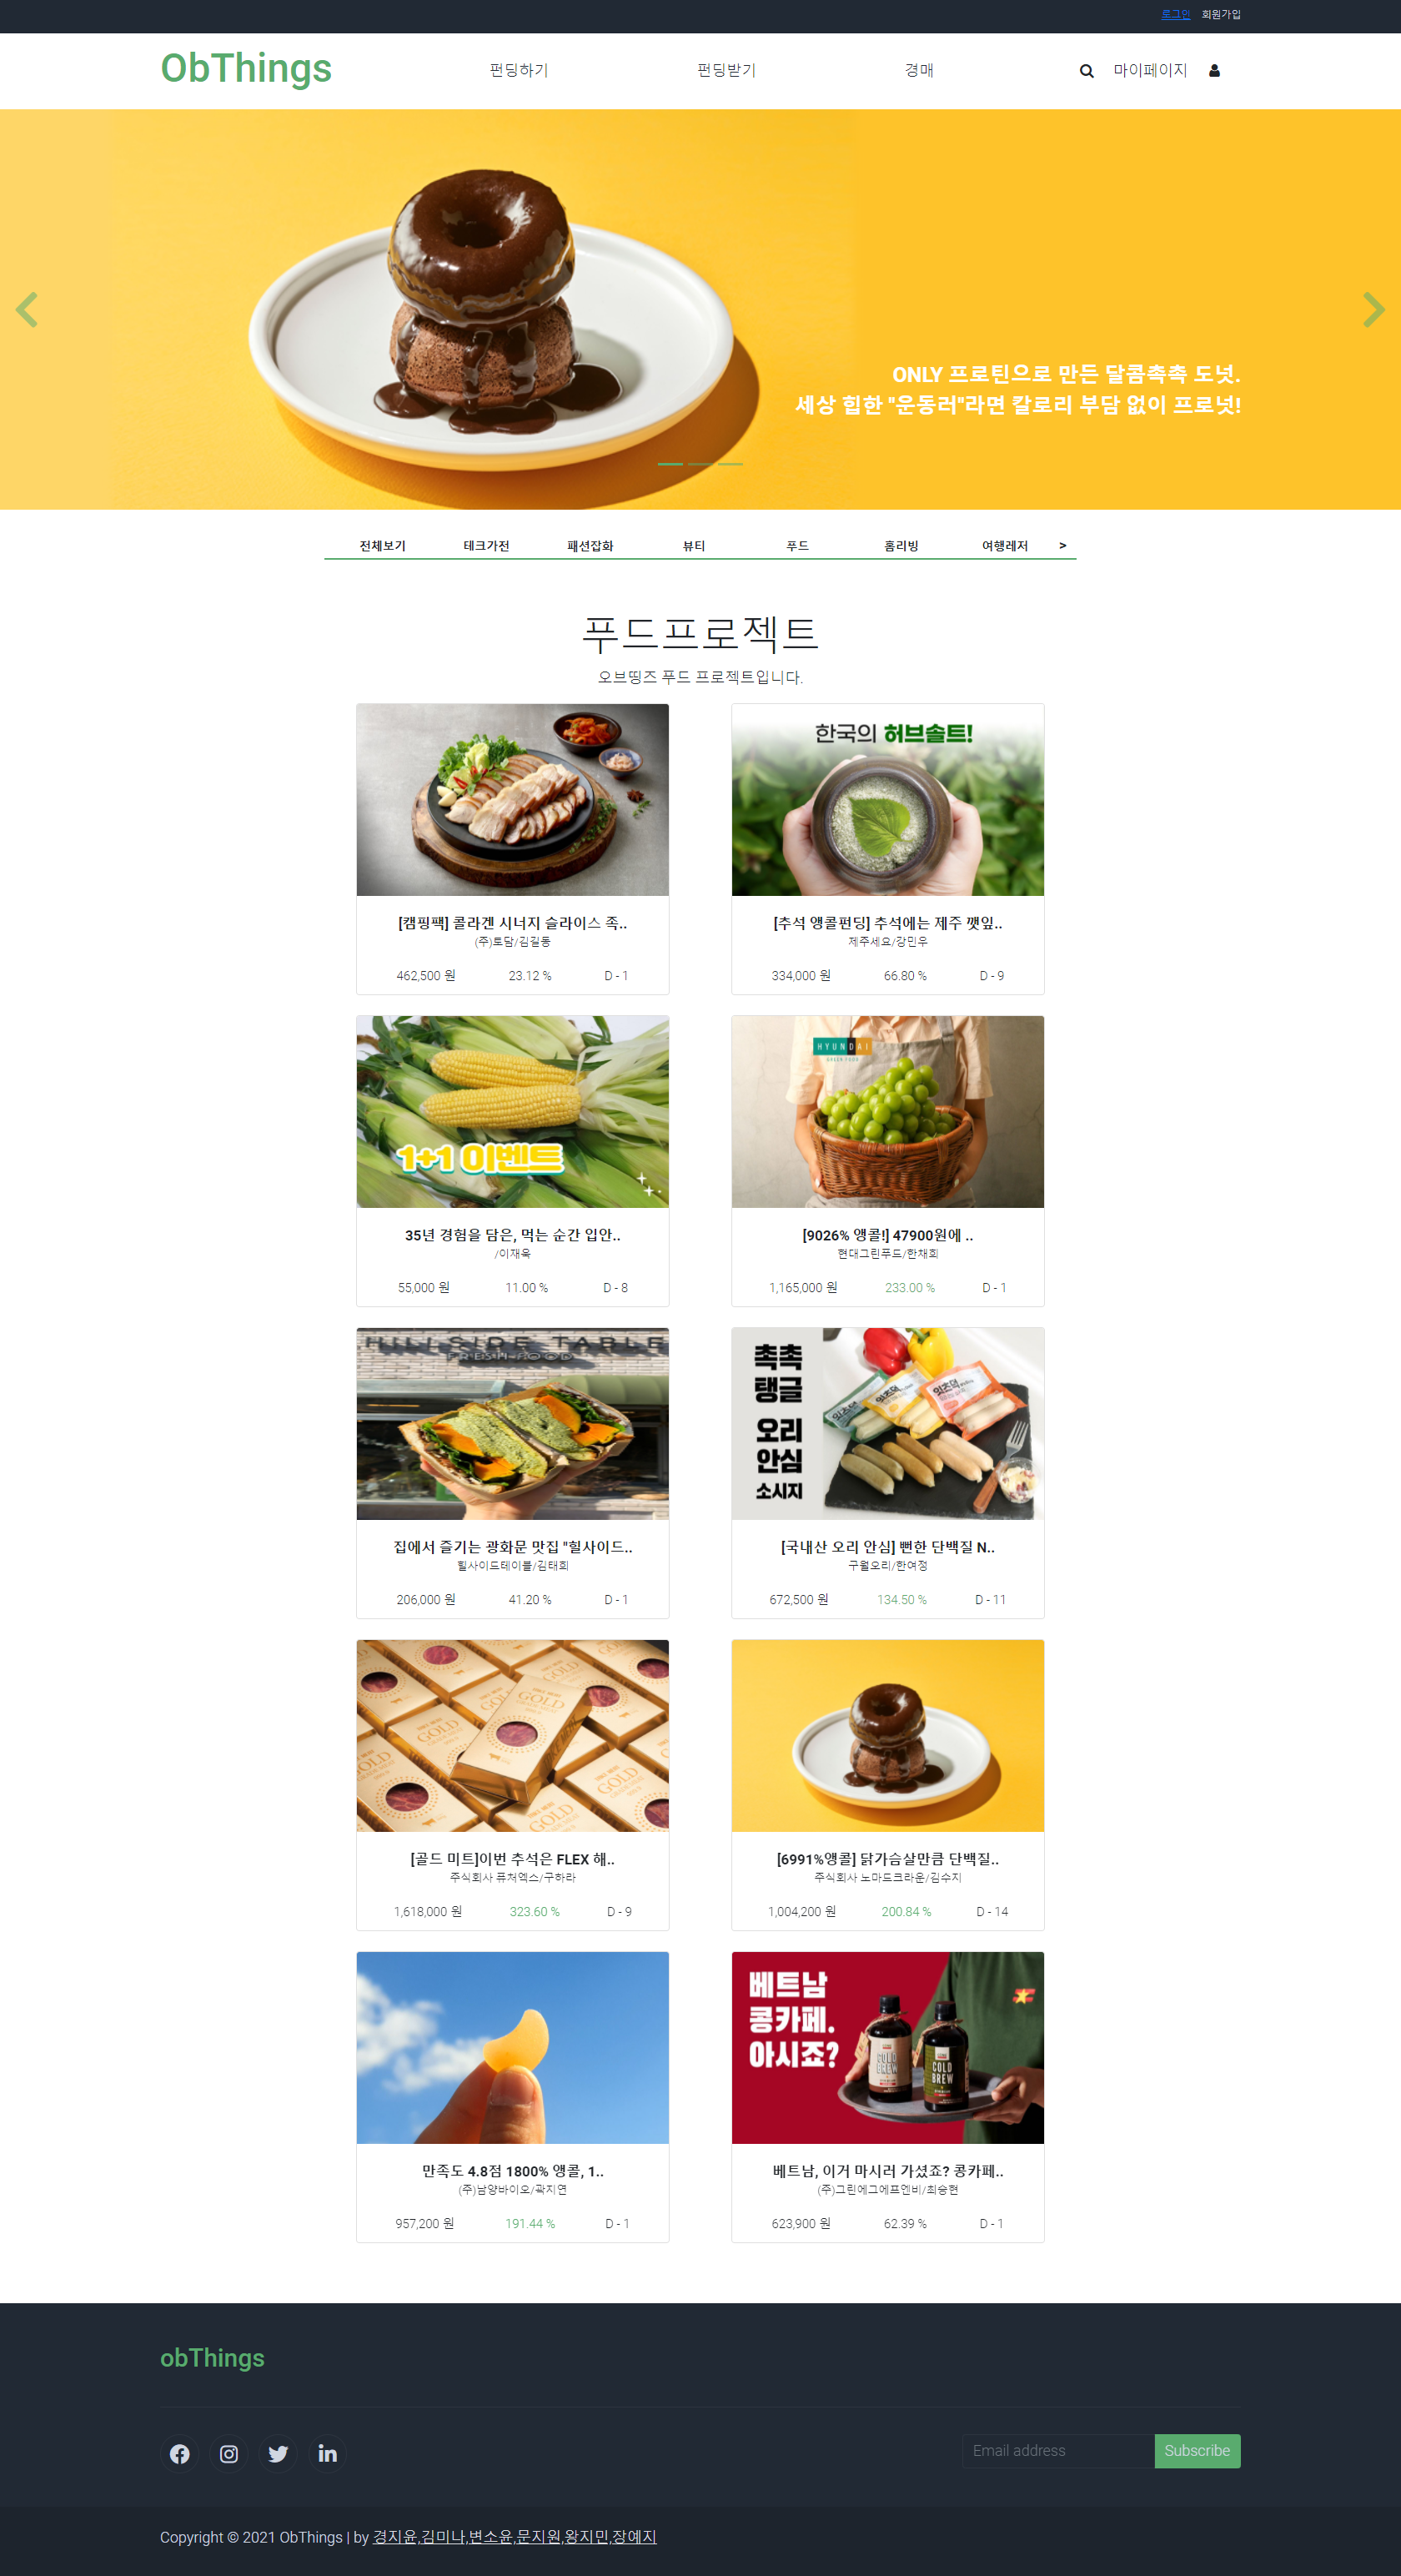 로그인 회원가입
ObThings 펀딩하기 펀딩받기 경매 마이페이지
ONLY 프로틴으로 만든 달콤촉촉 도넛.
세상 힙한 "운동러"라면 칼로리 부담 없이 프로넛!
전체보기 테크가전 패션잡화 뷰티 푸드 홈리빙 여행레저 >
푸드프로젝트
오브띵즈 푸드 프로젝트입니다.
[캠핑팩] 콜라겐 시너지 슬라이스 족..
(주)토담/김길동
462,500 원 23.12 % D - 1
한국의 허브솔트!
[추석 앵콜펀딩] 추석에는 제주 깻잎..
제주세요/강민우
334,000 원 66.80 % D - 9
1+1 이벤트
35년 경험을 담은, 먹는 순간 입안..
/이재욱
55,000 원 11.00 % D - 8
HYUNDAI
GREEN FOOD
[9026% 앵콜!] 47900원에 ..
현대그린푸드/한채희
1,165,000 원 233.00 % D - 1
HILLSIDE TABLE
FRESH FOOD
집에서 즐기는 광화문 맛집 "힐사이드..
힐사이드테이블/김태희
206,000 원 41.20 % D - 1
촉촉
탱글
오리
안심
소시지
[국내산 오리 안심] 뻔한 단백질 N..
구월오리/한여정
672,500 원 134.50 % D - 11
GOLD
[골드 미트]이번 추석은 FLEX 해..
주식회사 퓨처엑스/구하라
1,618,000 원 323.60 % D - 9
[6991%앵콜] 닭가슴살만큼 단백질..
주식회사 노마드크라운/김수지
1,004,200 원 200.84 % D - 14
만족도 4.8점 1800% 앵콜, 1..
(주)남양바이오/곽지연
957,200 원 191.44 % D - 1
베트남
콩카페.
아시죠?
COLD
BREW
COLD
BREW
베트남, 이거 마시러 가셨죠? 콩카페..
(주)그린에그에프엔비/최승현
623,900 원 62.39 % D - 1
obThings
Email address Subscribe
Copyright © 2021 ObThings | by 경지윤,김미나,변소윤,문지원,왕지민,장예지